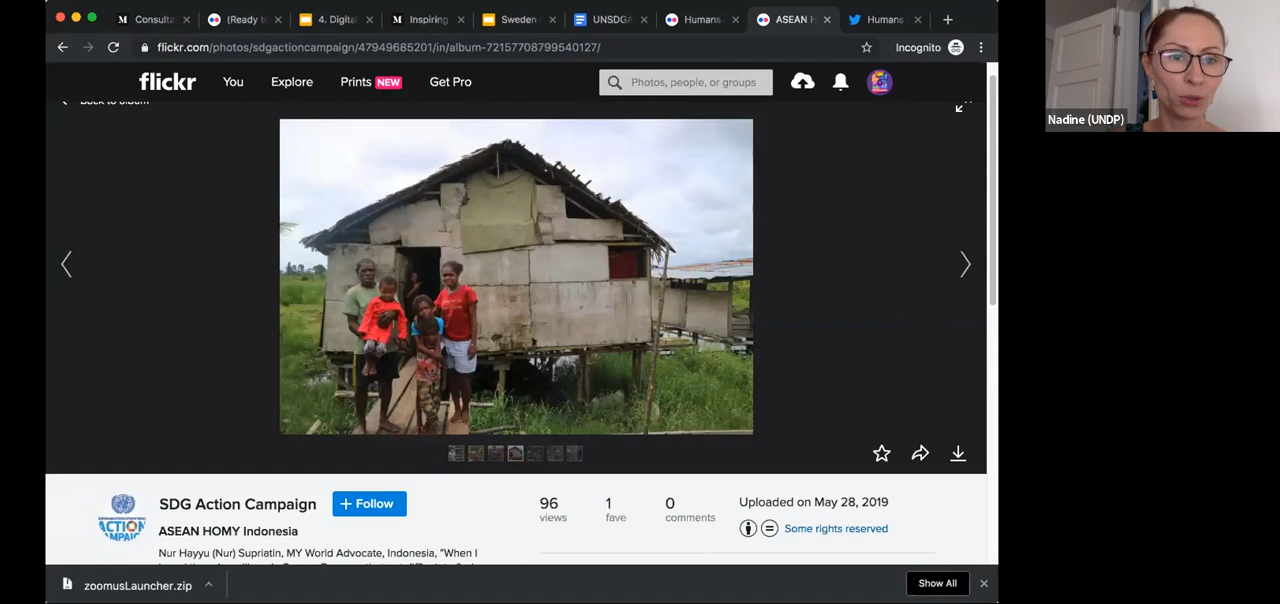 Consulta
(Ready t
4. Digital
Inspiring
Sweden
UNSDGA
Humans
ASEAN H
Humans
flickr.com/photos/sdgactioncampaign/47949685201/in/album-72157708799540127/
Incognito
flickr
You
Explore
Prints NEW
Get Pro
Photos, people, or groups
Nadine (UNDP)
Back to album
SDG Action Campaign
+ Follow
96
views
1
fave
0
comments
Uploaded on May 28, 2019
ACTION
ASEAN HOMY Indonesia
Some rights reserved
Nur Hayyu (Nur) Supriatin, MY World Advocate, Indonesia, "When I
zoomusLauncher.zip
Show All